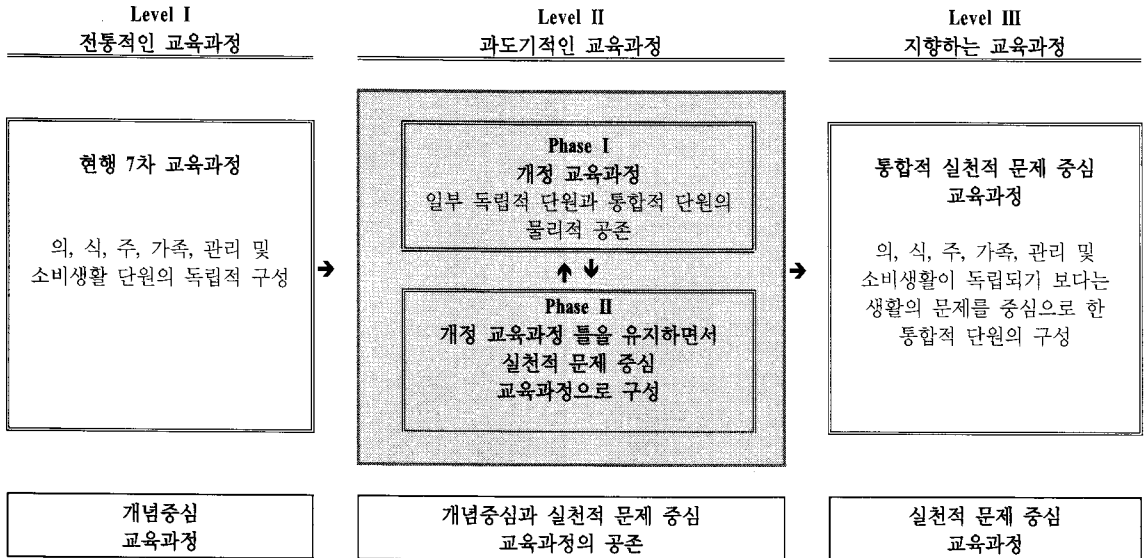 Level I
전통적인 교육과정
Level II
과도기적인 교육과정
Level III
지향하는 교육과정
현행 7차 교육과정
의, 식, 주, 가족, 관리 및
소비생활 단원의 독립적 구성
➔
Phase I
개정 교육과정
일부 독립적 단원과 통합적 단원의
물리적 공존
Phase II
개정 교육과정 틀을 유지하면서
실천적 문제 중심
교육과정으로 구성
➔
통합적 실천적 문제 중심
교육과정
의, 식, 주, 가족, 관리 및
소비생활이 독립되기 보다는
생활의 문제를 중심으로 한
통합적 단원의 구성
개념중심
교육과정
개념중심과 실천적 문제 중심
교육과정의 공존
실천적 문제 중심
교육과정